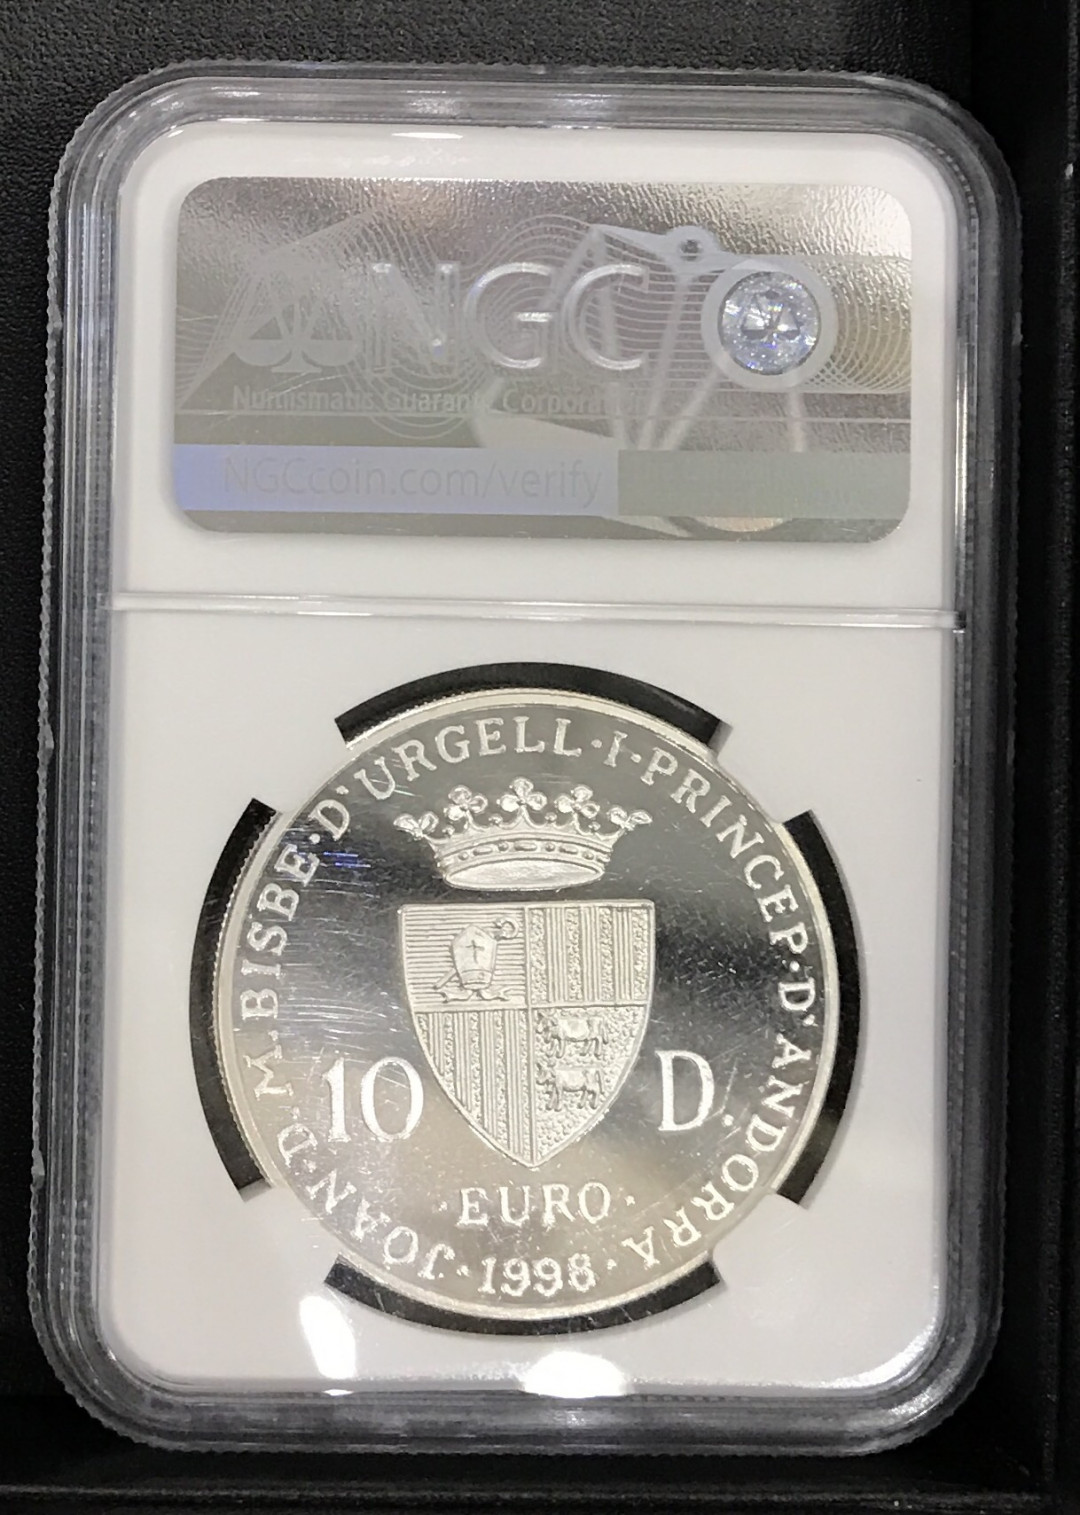 NGC
Numismatic Guaranty Corporation
NGCcoin.com/verify
JOAN·D·M·BISBE·D'URGELL·I·PRINCEP·D'ANDORRA
10 D.
·EURO·
·1998·